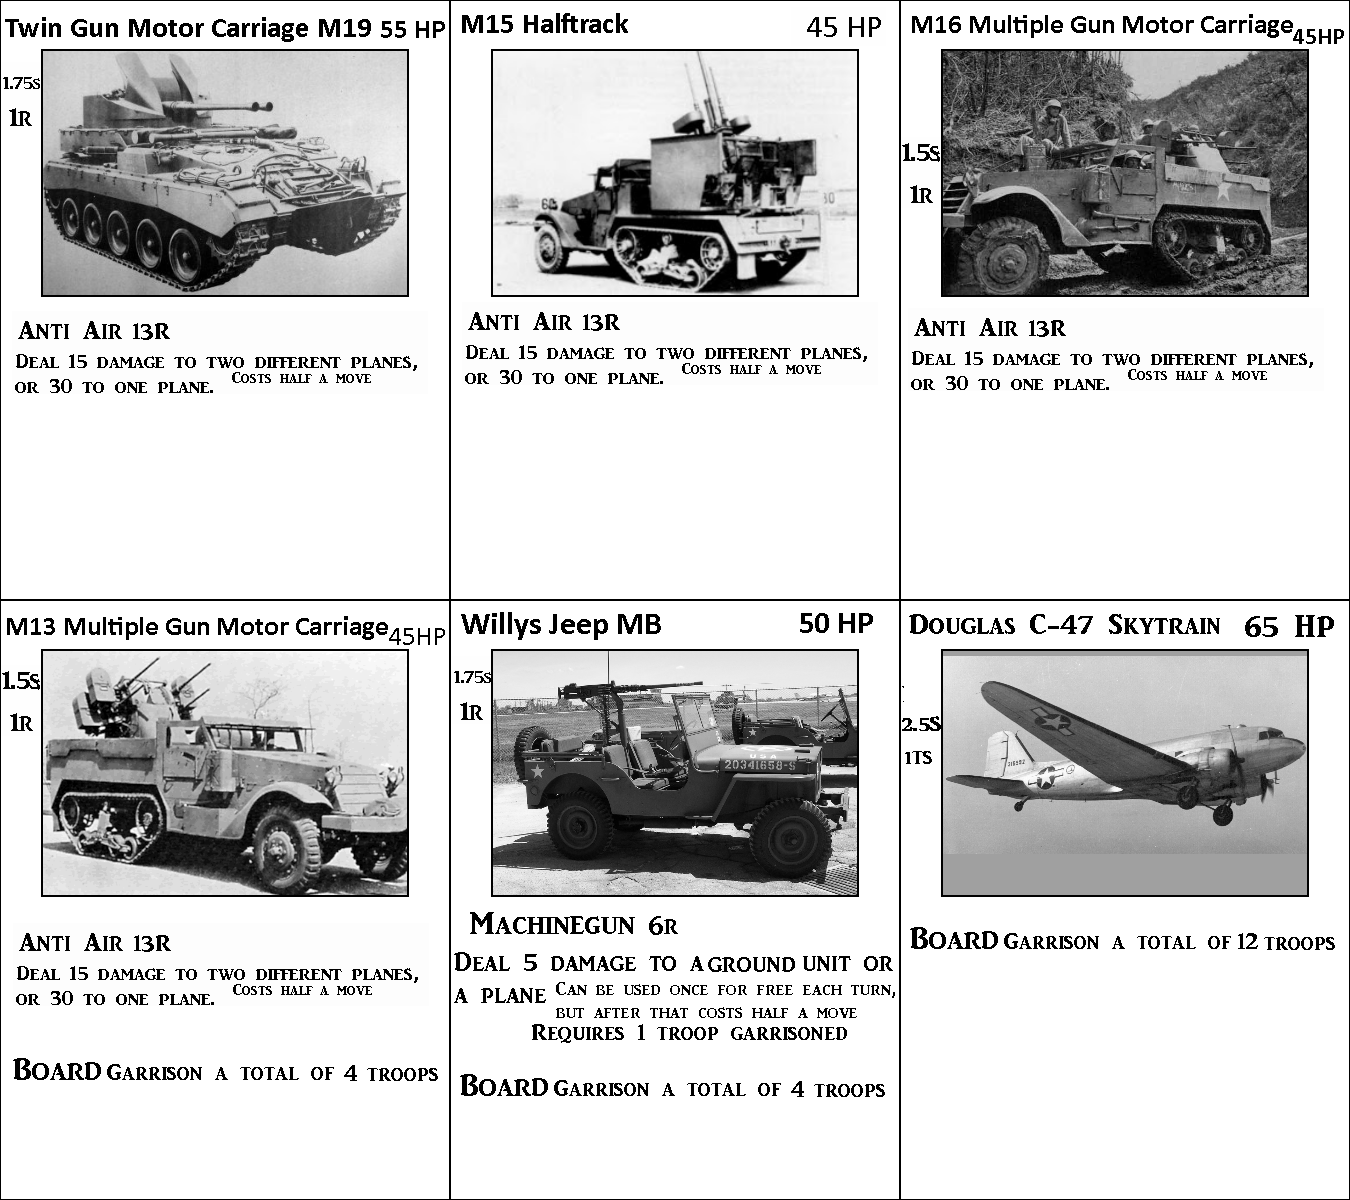 Twin Gun Motor Carriage M19 55 HP
1.75s
1R
Anti Air 13R
Deal 15 damage to two different planes,
or 30 to one plane. Costs half a move
M15 Halftrack 45 HP
Anti Air 13R
Deal 15 damage to two different planes,
or 30 to one plane. Costs half a move
M16 Multiple Gun Motor Carriage 45HP
1.5s
1R
Anti Air 13R
Deal 15 damage to two different planes,
or 30 to one plane. Costs half a move
M13 Multiple Gun Motor Carriage 45HP
1.5s
1R
Anti Air 13R
Deal 15 damage to two different planes,
or 30 to one plane. Costs half a move
Board Garrison a total of 4 troops
Willys Jeep MB 50 HP
1.75s
1R
USA
20341658-S
Machinegun 6R
Deal 5 damage to a ground unit or
a plane Can be used once for free each turn,
but after that costs half a move
Requires 1 troop garrisoned
Board Garrison a total of 4 troops
Douglas C-47 Skytrain 65 HP
2.5s
1TS
Board Garrison a total of 12 troops